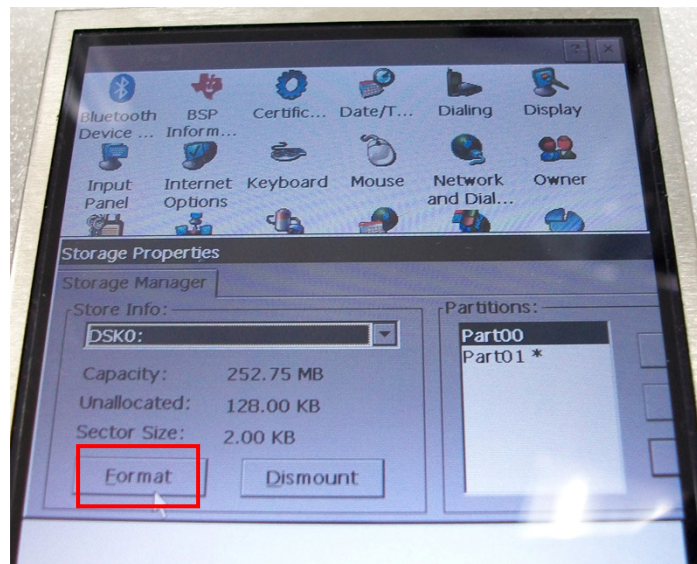 ? ×
Bluetooth BSP Certific... Date/T... Dialing Display
Device ... Inform...
Input Internet Keyboard Mouse Network Owner
Panel Options and Dial...
Storage Properties
Storage Manager
Store Info: Partitions:
DSK0: Part00
Part01 *
Capacity: 252.75 MB
Unallocated: 128.00 KB
Sector Size: 2.00 KB
Format Dismount